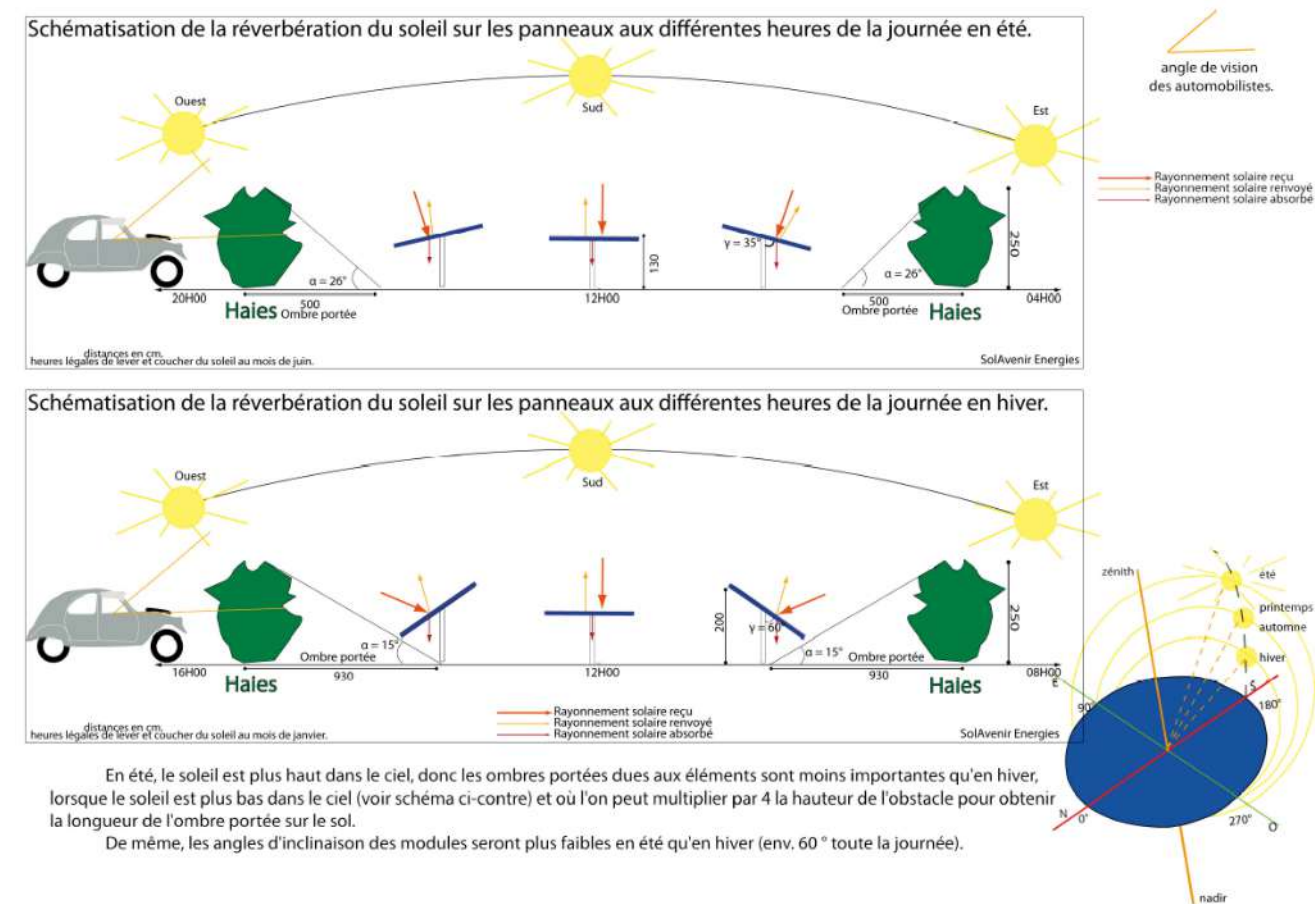 Schématisation de la réverbération du soleil sur les panneaux aux différentes heures de la journée en été.
angle de vision
des automobilistes.
Ouest
Sud
Est
Rayonnement solaire reçu
Rayonnement solaire renvoyé
Rayonnement solaire absorbé
γ = 35°
130
250
α = 26°
α = 26°
20H00
500
12H00
500
04H00
Haies
Ombre portée
Ombre portée
Haies
distances en cm.
heures légales de lever et coucher du soleil au mois de juin.
SolAvenir Energies
Schématisation de la réverbération du soleil sur les panneaux aux différentes heures de la journée en hiver.
Ouest
Sud
Est
200
γ = 60°
250
α = 15°
α = 15°
Ombre portée
Ombre portée
16H00
930
12H00
930
08H00
Haies
Haies
Rayonnement solaire reçu
Rayonnement solaire renvoyé
Rayonnement solaire absorbé
distances en cm.
heures légales de lever et coucher du soleil au mois de janvier.
SolAvenir Energies
zénith
été
printemps
automne
hiver
E
S
90°
180°
N
0°
270°
O
nadir
En été, le soleil est plus haut dans le ciel, donc les ombres portées dues aux éléments sont moins importantes qu'en hiver,
lorsque le soleil est plus bas dans le ciel (voir schéma ci-contre) et où l'on peut multiplier par 4 la hauteur de l'obstacle pour obtenir
la longueur de l'ombre portée sur le sol.
De même, les angles d'inclinaison des modules seront plus faibles en été qu'en hiver (env. 60 ° toute la journée).